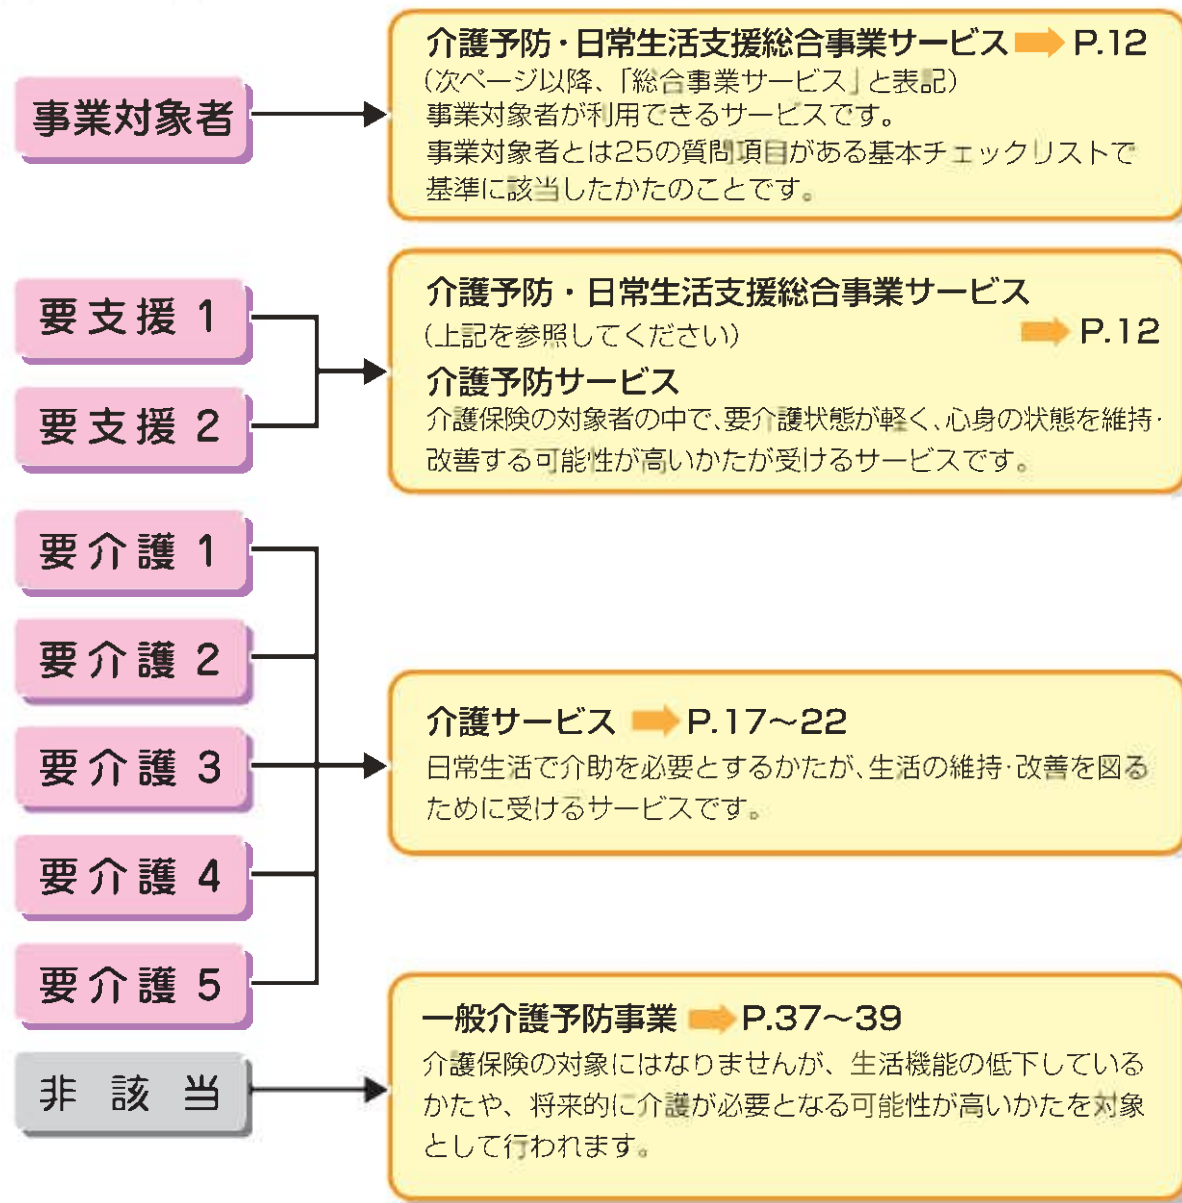 事業対象者
介護予防・日常生活支援総合事業サービス ➡ P.12
(次ページ以降、「総合事業サービス」と表記)
事業対象者が利用できるサービスです。
事業対象者とは25の質問項目がある基本チェックリストで
基準に該当したかたのことです。
要支援 1
要支援 2
介護予防・日常生活支援総合事業サービス
(上記を参照してください) ➡ P.12
介護予防サービス
介護保険の対象者の中で、要介護状態が軽く、心身の状態を維持・
改善する可能性が高いかたが受けるサービスです。
要介護 1
要介護 2
要介護 3
要介護 4
要介護 5
介護サービス ➡ P.17〜22
日常生活で介助を必要とするかたが、生活の維持・改善を図る
ために受けるサービスです。
非該当
一般介護予防事業 ➡ P.37〜39
介護保険の対象にはなりませんが、生活機能の低下している
かたや、将来的に介護が必要となる可能性が高いかたを対象
として行われます。